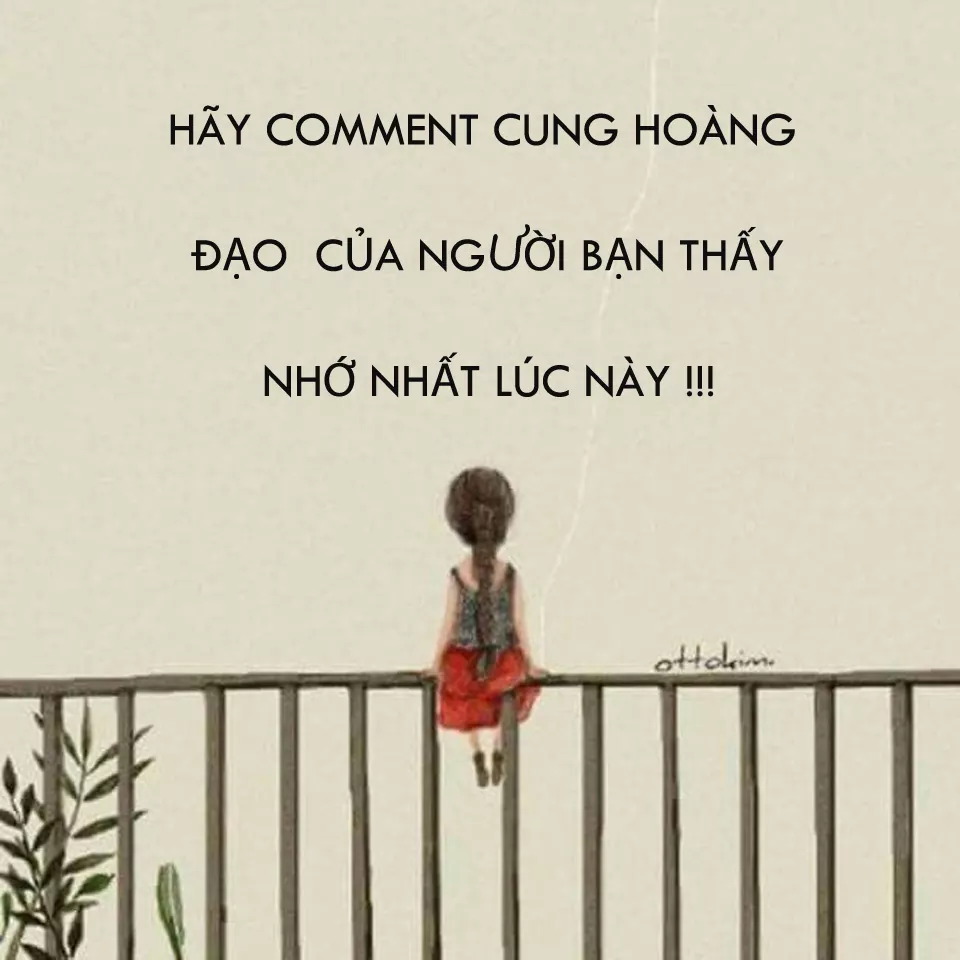 HÃY COMMENT CUNG HOÀNG
ĐẠO CỦA NGƯỜI BẠN THẤY
NHỚ NHẤT LÚC NÀY !!!
ottokim.